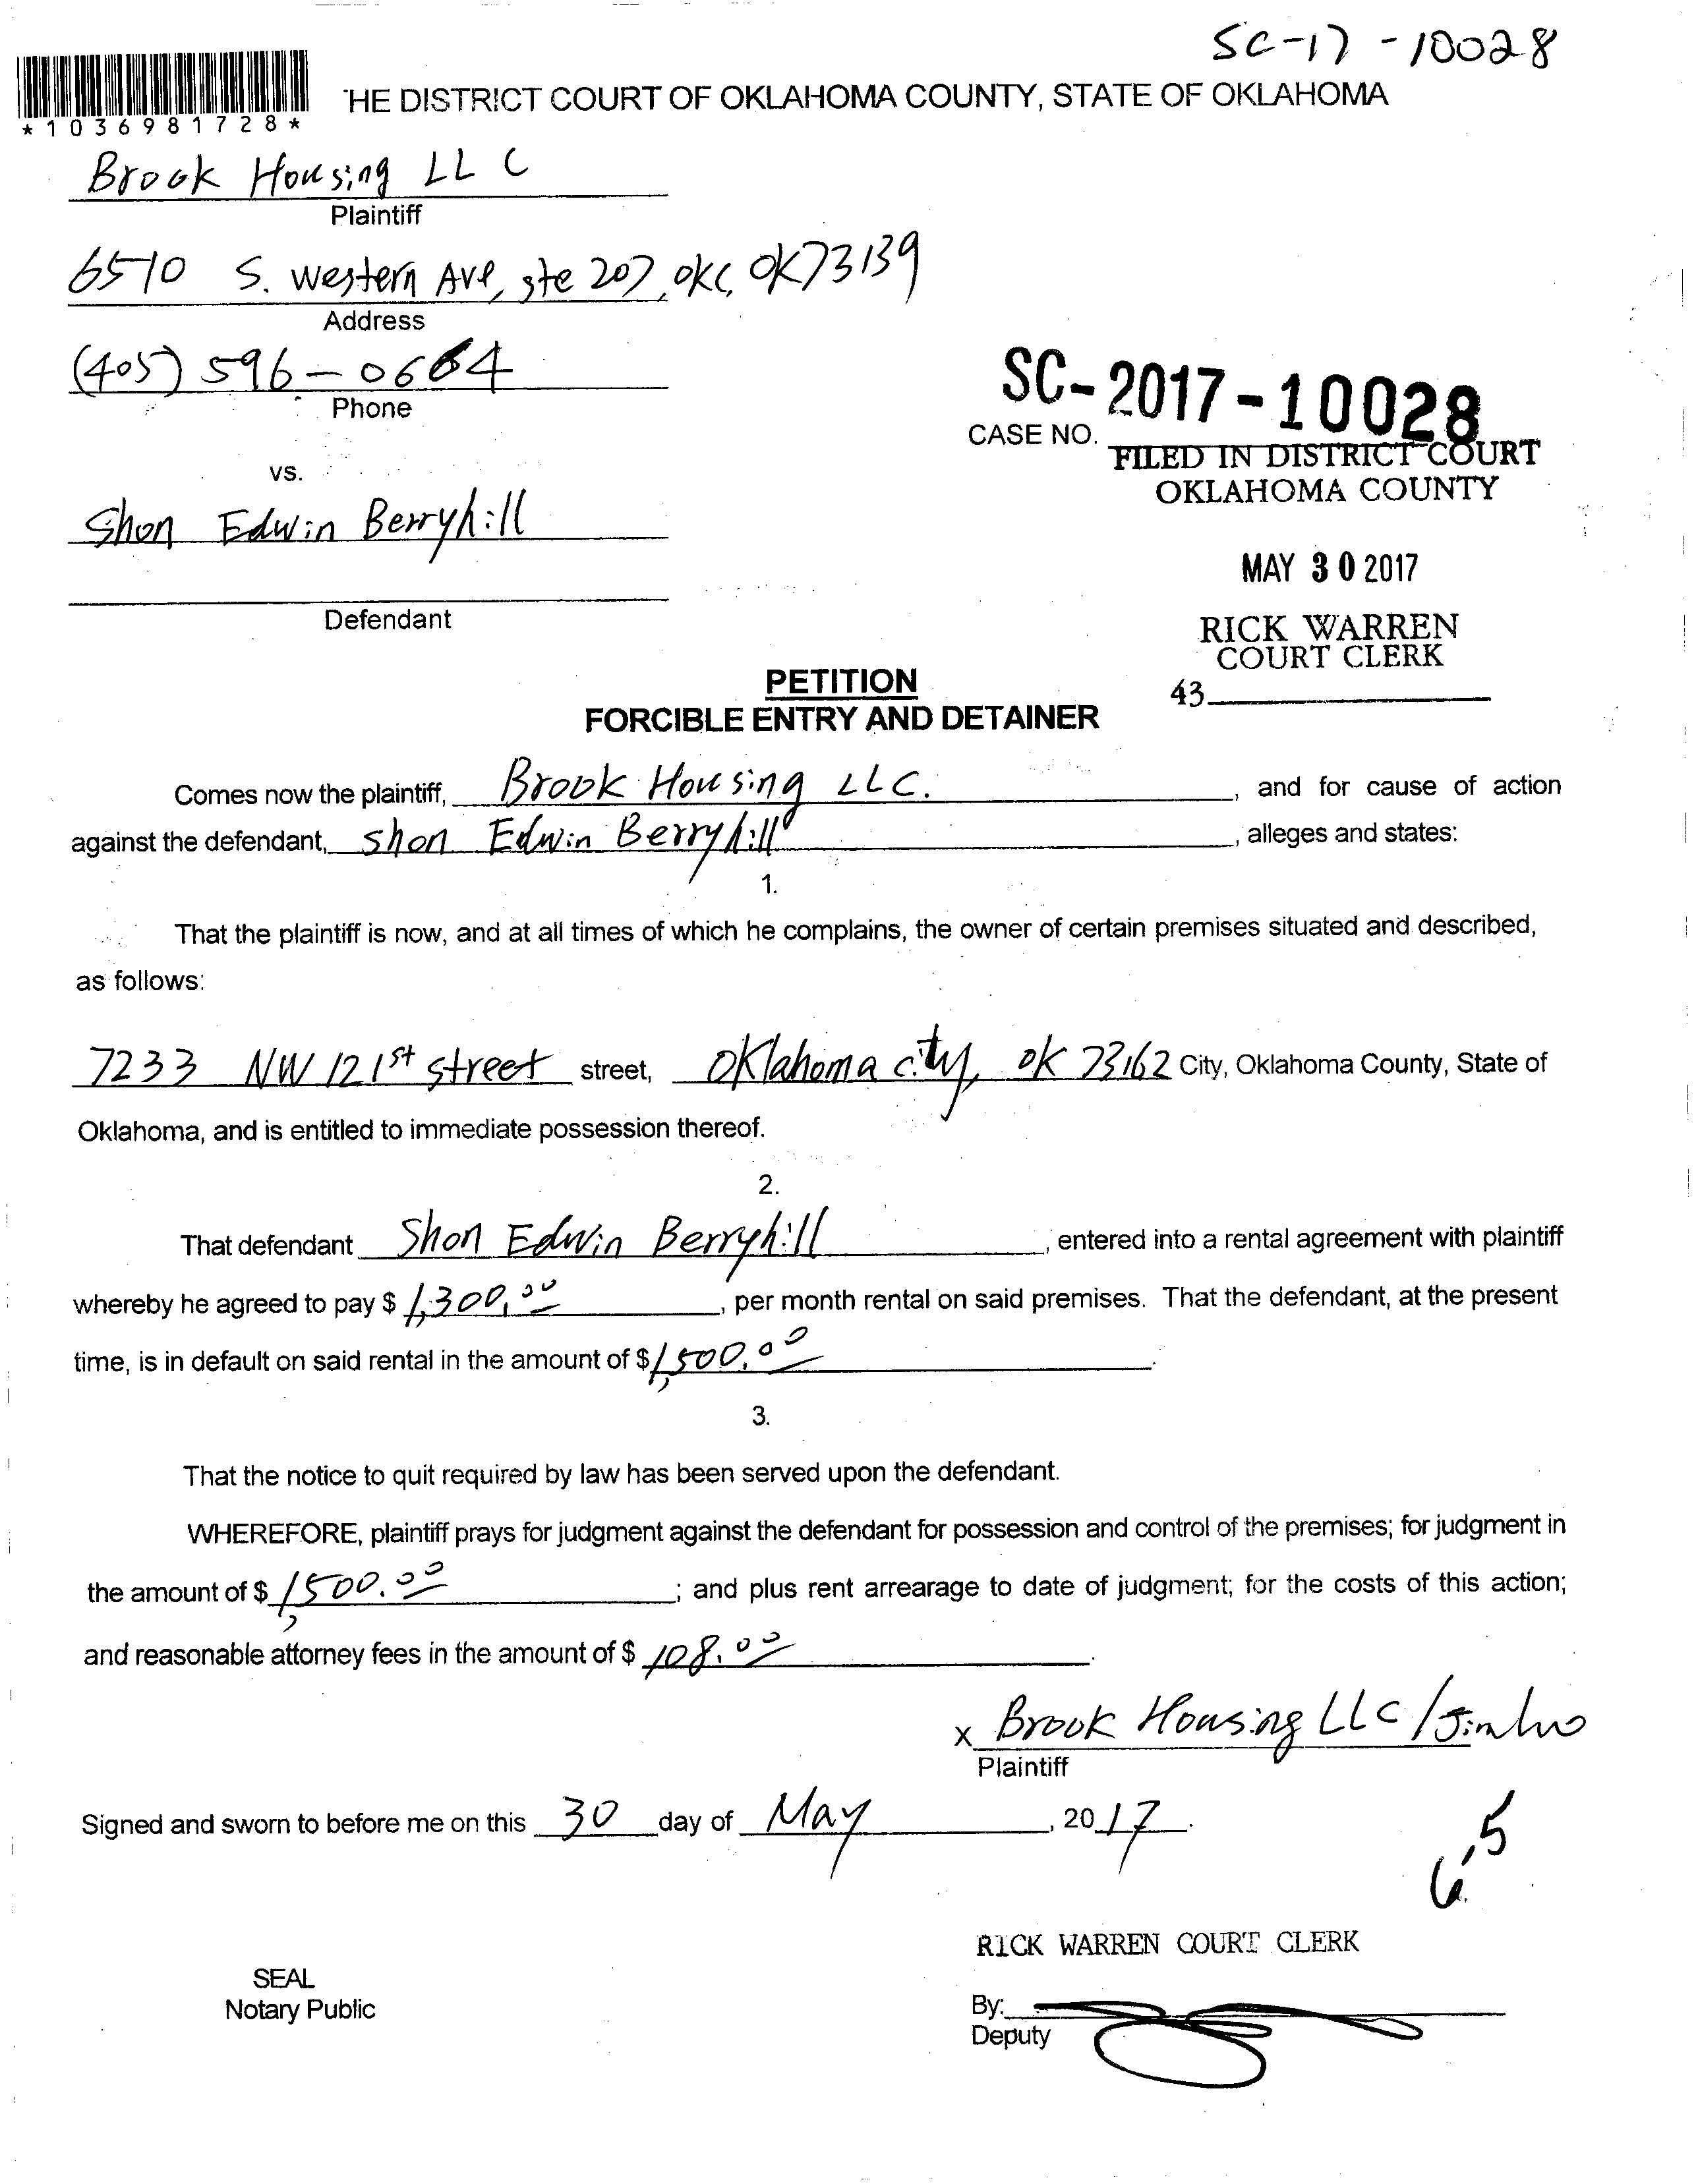 SC-17-10028
*1036981728*
HE DISTRICT COURT OF OKLAHOMA COUNTY, STATE OF OKLAHOMA
Brook Housing LLC
Plaintiff
6510 S. Western Ave, ste 207, okc, OK73139
Address
(405) 596-0664
Phone
SC-2017-10028
CASE NO.
FILED IN DISTRICT COURT
OKLAHOMA COUNTY
vs.
Shon Edwin Berryhill
MAY 30 2017
Defendant
RICK WARREN
COURT CLERK
43
PETITION
FORCIBLE ENTRY AND DETAINER
Comes now the plaintiff, Brook Housing LLC. , and for cause of action
against the defendant, shon Edwin Berryhill , alleges and states:
1.
That the plaintiff is now, and at all times of which he complains, the owner of certain premises situated and described,
as follows:
7233 NW 121st street street, Oklahoma city, ok 73162 City, Oklahoma County, State of
Oklahoma, and is entitled to immediate possession thereof.
2.
That defendant Shon Edwin Berryhill , entered into a rental agreement with plaintiff
whereby he agreed to pay $ 1,300.00 , per month rental on said premises. That the defendant, at the present
time, is in default on said rental in the amount of $1,500.00 .
3.
That the notice to quit required by law has been served upon the defendant.
WHEREFORE, plaintiff prays for judgment against the defendant for possession and control of the premises; for judgment in
the amount of $ 1,500.00 ; and plus rent arrearage to date of judgment; for the costs of this action;
and reasonable attorney fees in the amount of $ 108.00 .
x Brook Housing LLC /
Plaintiff
Signed and sworn to before me on this 30 day of May , 2017.
RICK WARREN COURT CLERK
SEAL
Notary Public
By:
Deputy